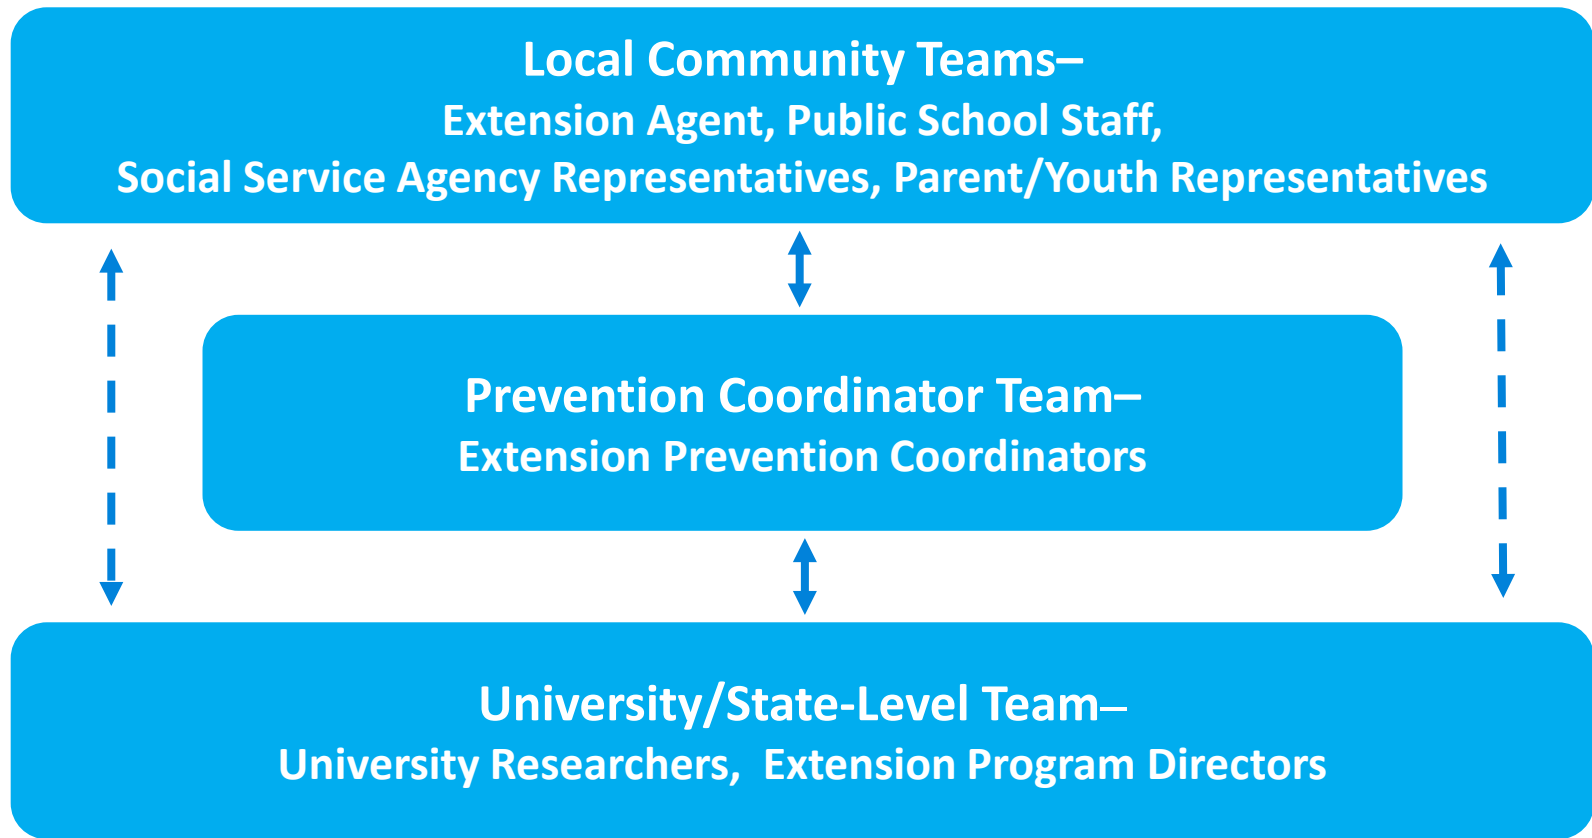 Local Community Teams–
Extension Agent, Public School Staff,
Social Service Agency Representatives, Parent/Youth Representatives
Prevention Coordinator Team–
Extension Prevention Coordinators
University/State-Level Team—
University Researchers,  Extension Program Directors